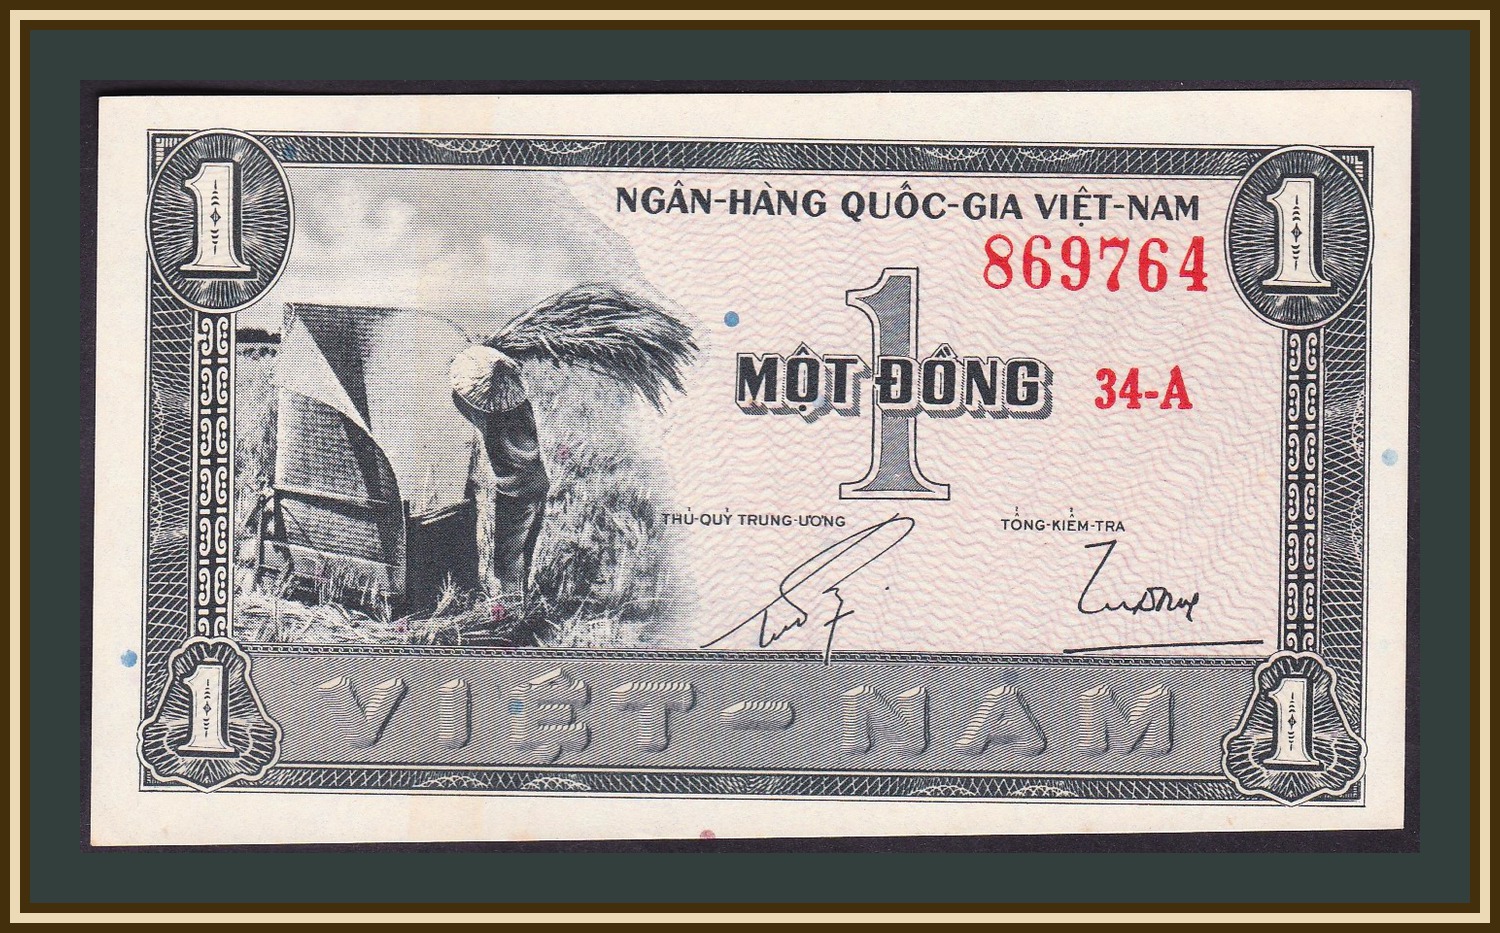 1 1
NGÂN-HÀNG QUỐC-GIA VIỆT-NAM
869764
1
MỘT ĐỒNG 34-A
THỦ-QUỸ TRUNG-ƯƠNG TỔNG-KIỂM-TRA
VIỆT-NAM
1 1